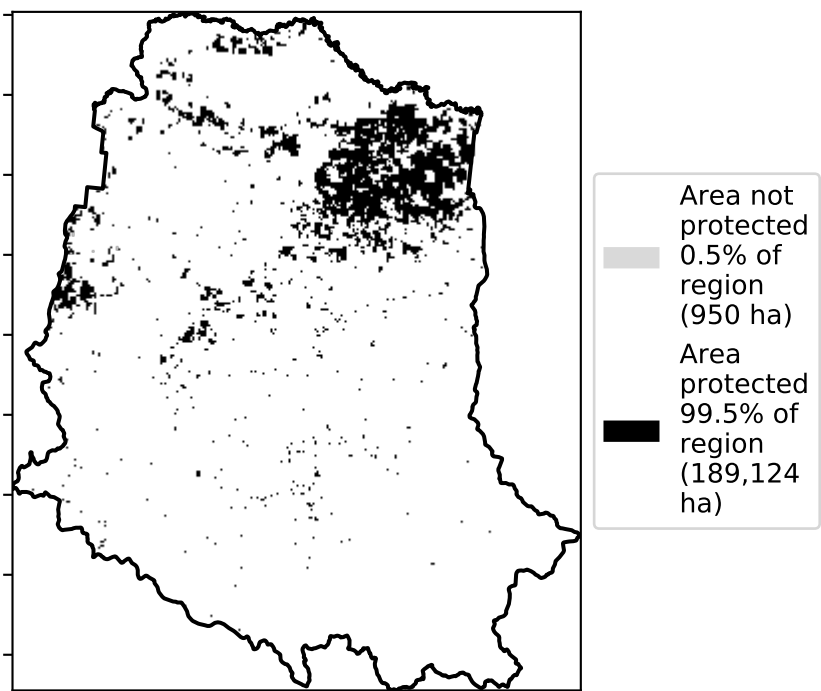 Area not
protected
0.5% of
region
(950 ha)
Area
protected
99.5% of
region
(189,124
ha)